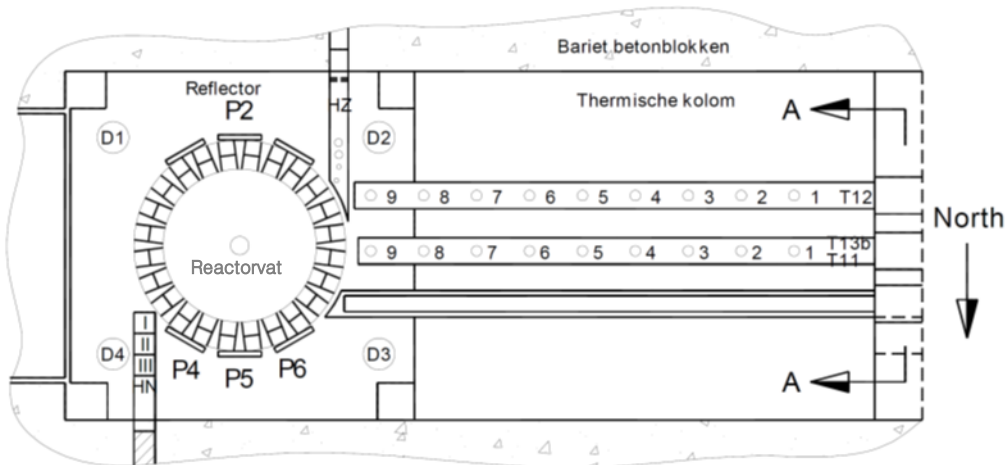 Bariet betonblokken
Reflector
Thermische kolom
P2
HZ
A
D1
D2
9 8 7 6 5 4 3 2 1 T12
North
9 8 7 6 5 4 3 2 1 T13b
T11
Reactorvat
I
II
III
HN
D4
D3
P4
P5
P6
A